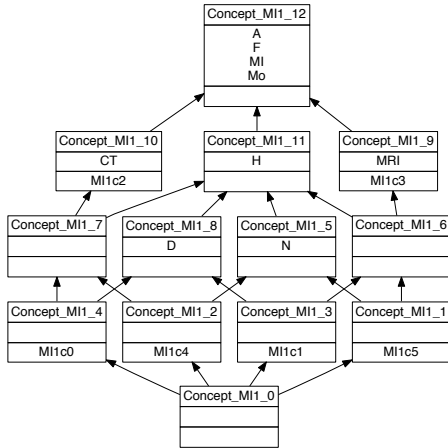 Concept_MI1_12
A
F
MI
Mo
Concept_MI1_10
CT
MI1c2
Concept_MI1_11
H
Concept_MI1_9
MRI
MI1c3
Concept_MI1_7
Concept_MI1_8
D
Concept_MI1_5
N
Concept_MI1_6
Concept_MI1_4
MI1c0
Concept_MI1_2
MI1c4
Concept_MI1_3
MI1c1
Concept_MI1_1
MI1c5
Concept_MI1_0